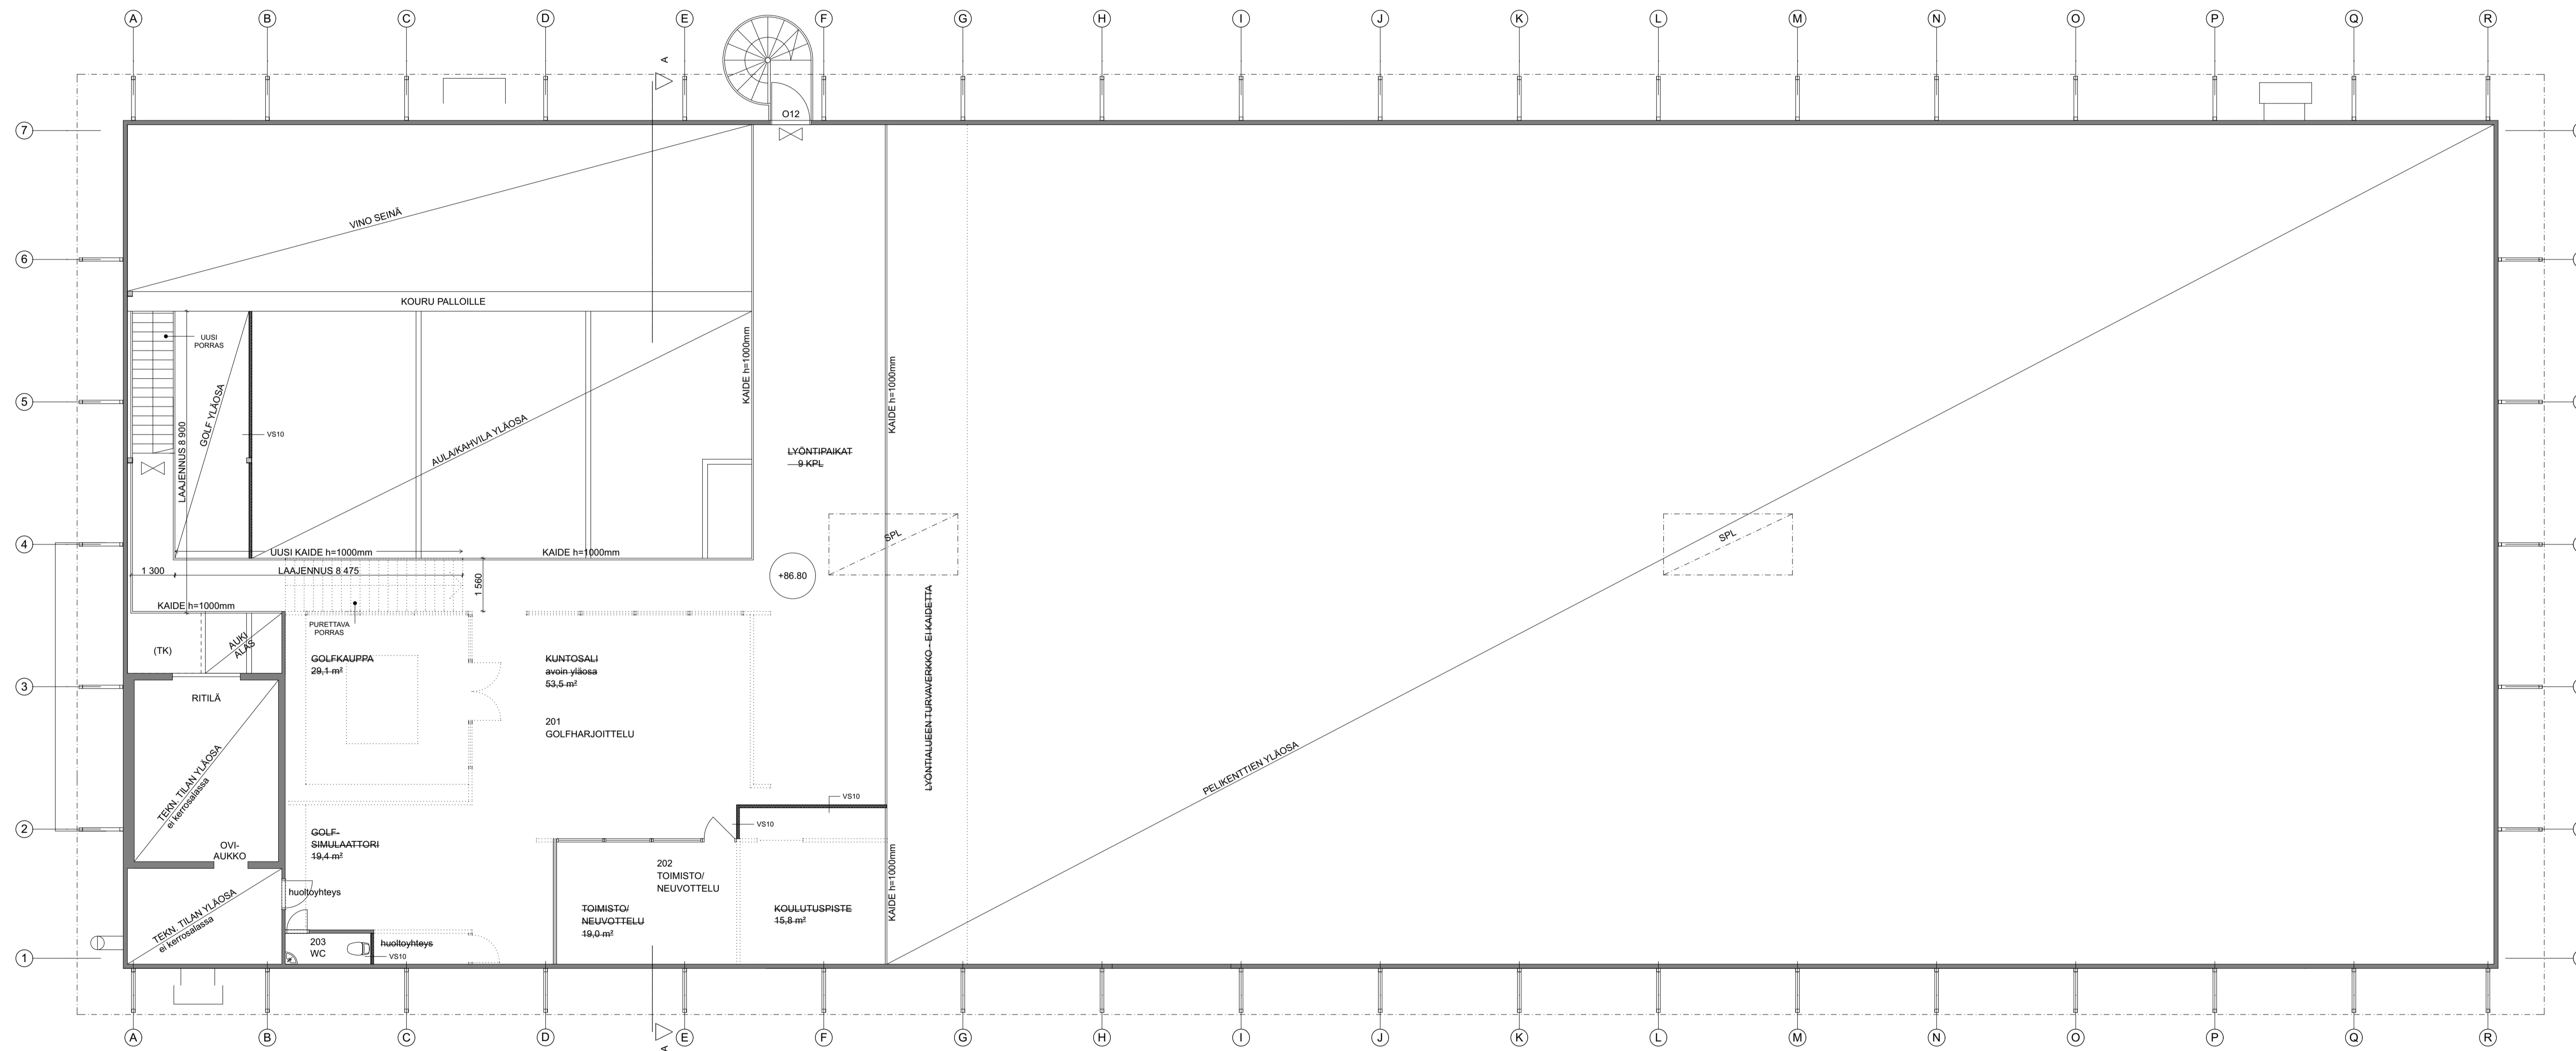 A B C D E F G H I J K L M N O P Q R
A
O12
7
VINO SEINÄ
6
KOURU PALLOILLE
UUSI
PORRAS
KAIDE h=1000mm
KAIDE h=1000mm
5
GOLF YLÄOSA
LAAJENNUS 8 900
VS10
AULA/KAHVILA YLÄOSA
LYÖNTIPAIKAT
9 KPL
SPL
SPL
4
UUSI KAIDE h=1000mm
KAIDE h=1000mm
1 300
LAAJENNUS 8 475
1 560
+86.80
KAIDE h=1000mm
PURETTAVA
PORRAS
LYÖNTIALUEEN TURVAVERKKO - EI KAIDETTA
(TK)
AUKI
ALAS
GOLFKAUPPA
29,1 m²
KUNTOSALI
avoin yläosa
53,5 m²
3
RITILÄ
201
GOLFHARJOITTELU
TEKN. TILAN YLÄOSA
ei kerrosalassa
PELIKENTTIEN YLÄOSA
VS10
VS10
2
OVI-
AUKKO
GOLF-
SIMULAATTORI
19,4 m²
202
TOIMISTO/
NEUVOTTELU
KAIDE h=1000mm
huoltoyhteys
TEKN. TILAN YLÄOSA
ei kerrosalassa
TOIMISTO/
NEUVOTTELU
19,0 m²
KOULUTUSPISTE
15,8 m²
203
WC
huoltoyhteys
VS10
1
A B C D E F G H I J K L M N O P Q R
A